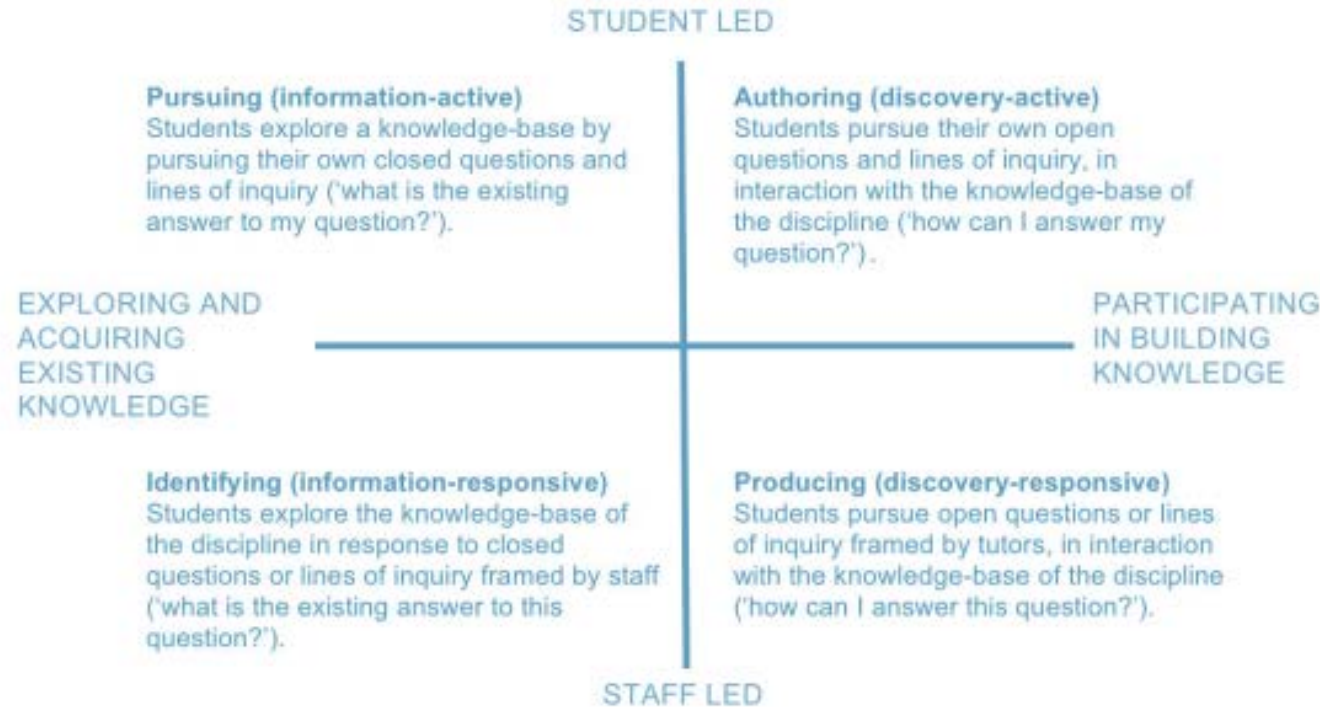 STUDENT LED
Pursuing (information-active)
Students explore a knowledge-base by
pursuing their own closed questions and
lines of inquiry (‘what is the existing
answer to my question?’).
Authoring (discovery-active)
Students pursue their own open
questions and lines of inquiry, in
interaction with the knowledge-base of
the discipline (‘how can I answer my
question?’).
EXPLORING AND
ACQUIRING
EXISTING
KNOWLEDGE
PARTICIPATING
IN BUILDING
KNOWLEDGE
Identifying (information-responsive)
Students explore the knowledge-base of
the discipline in response to closed
questions or lines of inquiry framed by staff
(‘what is the existing answer to this
question?’).
Producing (discovery-responsive)
Students pursue open questions or lines
of inquiry framed by tutors, in interaction
with the knowledge-base of the discipline
(‘how can I answer this question?’).
STAFF LED